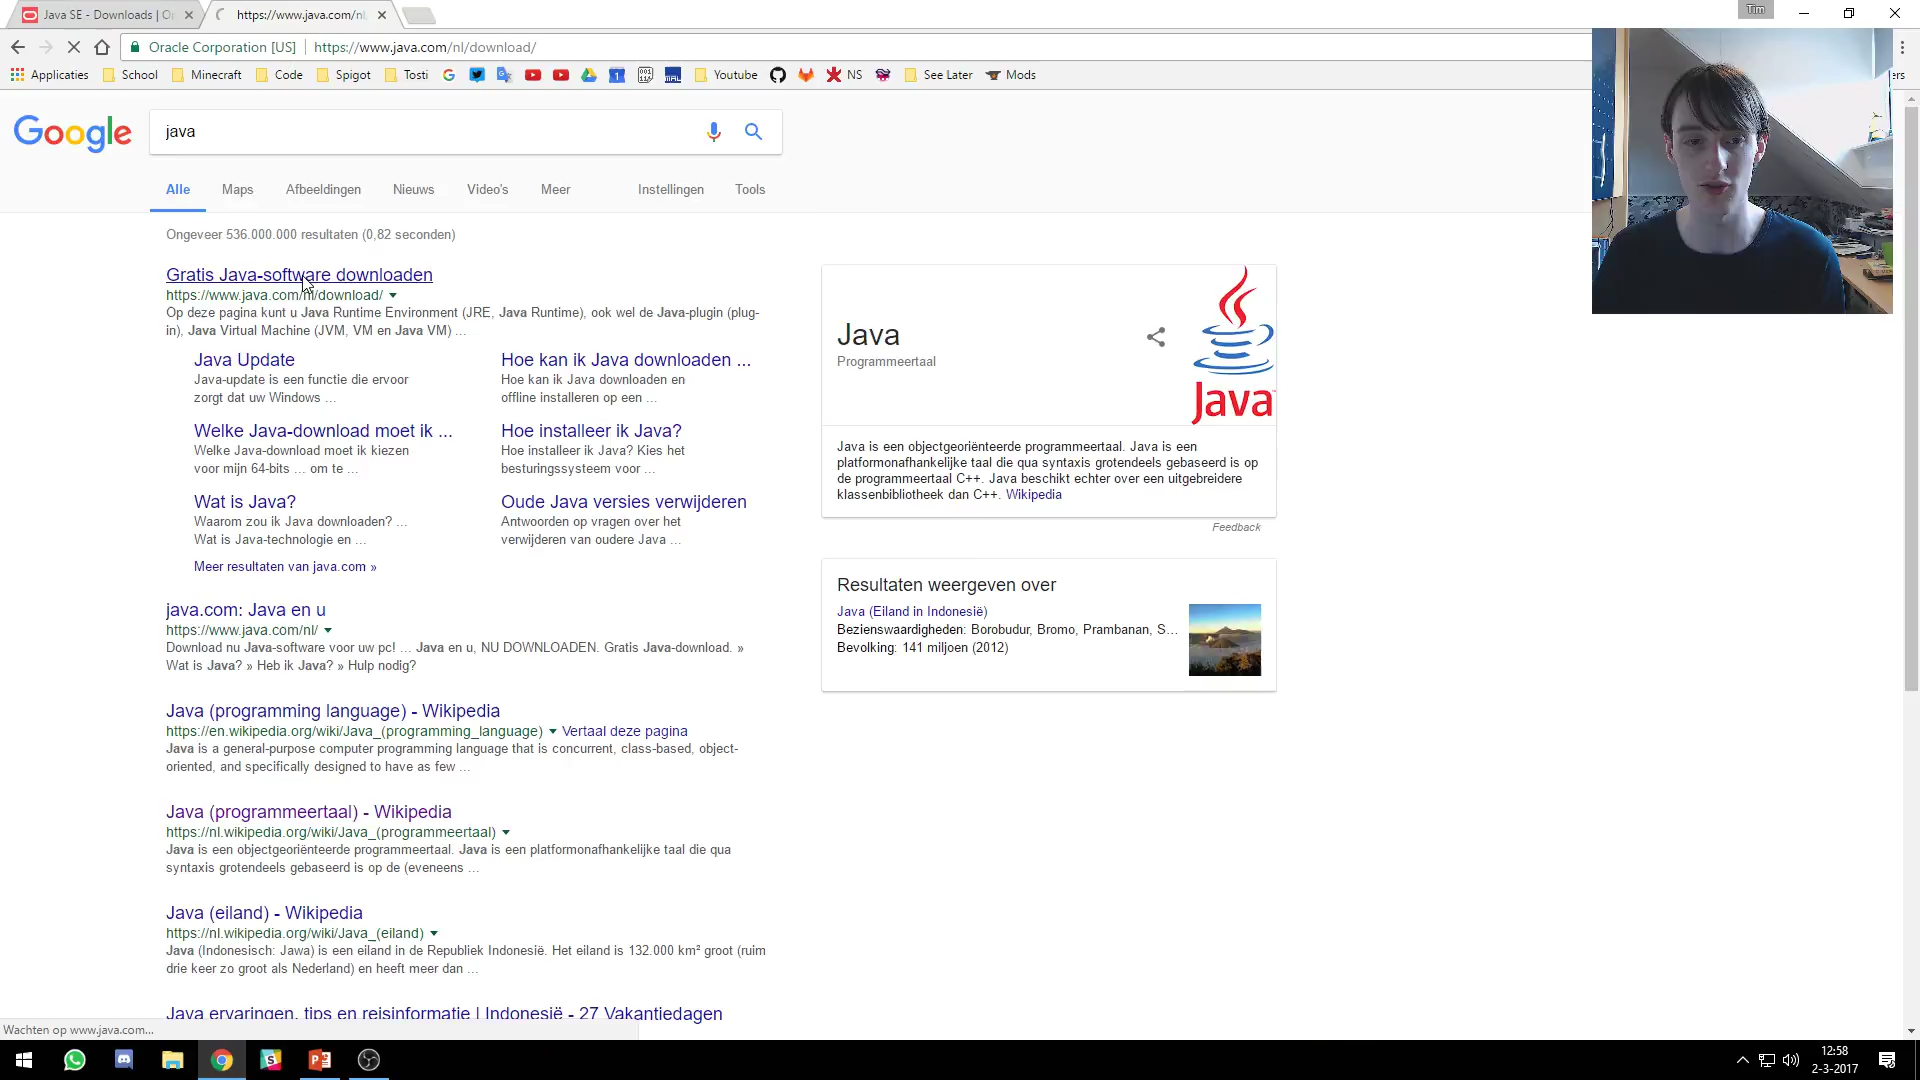 Java SE - Downloads | Or
https://www.java.com/nl
Tim
Oracle Corporation [US]
https://www.java.com/nl/download/
Applicaties
School
Minecraft
Code
Spigot
Tosti
Youtube
NS
See Later
Mods
ers
Google
java
Alle
Maps
Afbeeldingen
Nieuws
Video's
Meer
Instellingen
Tools
Ongeveer 536.000.000 resultaten (0,82 seconden)
Gratis Java-software downloaden
https://www.java.com/nl/download/
Op deze pagina kunt u Java Runtime Environment (JRE, Java Runtime), ook wel de Java-plugin (plug-
in), Java Virtual Machine (JVM, VM en Java VM) ...
Java Update
Java-update is een functie die ervoor
zorgt dat uw Windows ...
Hoe kan ik Java downloaden ...
Hoe kan ik Java downloaden en
offline installeren op een ...
Welke Java-download moet ik ...
Welke Java-download moet ik kiezen
voor mijn 64-bits ... om te ...
Hoe installeer ik Java?
Hoe installeer ik Java? Kies het
besturingssysteem voor ...
Wat is Java?
Waarom zou ik Java downloaden? ...
Wat is Java-technologie en ...
Oude Java versies verwijderen
Antwoorden op vragen over het
verwijderen van oudere Java ...
Meer resultaten van java.com »
java.com: Java en u
https://www.java.com/nl/
Download nu Java-software voor uw pc! ... Java en u, NU DOWNLOADEN. Gratis Java-download. »
Wat is Java? » Heb ik Java? » Hulp nodig?
Java (programming language) - Wikipedia
https://en.wikipedia.org/wiki/Java_(programming_language) Vertaal deze pagina
Java is a general-purpose computer programming language that is concurrent, class-based, object-
oriented, and specifically designed to have as few ...
Java (programmeertaal) - Wikipedia
https://nl.wikipedia.org/wiki/Java_(programmeertaal)
Java is een objectgeoriënteerde programmeertaal. Java is een platformonafhankelijke taal die qua
syntaxis grotendeels gebaseerd is op de (eveneens ...
Java (eiland) - Wikipedia
https://nl.wikipedia.org/wiki/Java_(eiland)
Java (Indonesisch: Jawa) is een eiland in de Republiek Indonesië. Het eiland is 132.000 km² groot (ruim
drie keer zo groot als Nederland) en heeft meer dan ...
Java ervaringen, tips en reisinformatie | Indonesië - 27 Vakantiedagen
Java
Programmeertaal
Java
Java is een objectgeoriënteerde programmeertaal. Java is een
platformonafhankelijke taal die qua syntaxis grotendeels gebaseerd is op
de programmeertaal C++. Java beschikt echter over een uitgebreidere
klassenbibliotheek dan C++. Wikipedia
Feedback
Resultaten weergeven over
Java (Eiland in Indonesië)
Bezienswaardigheden: Borobudur, Bromo, Prambanan, S...
Bevolking: 141 miljoen (2012)
Wachten op www.java.com...
12:58
2-3-2017